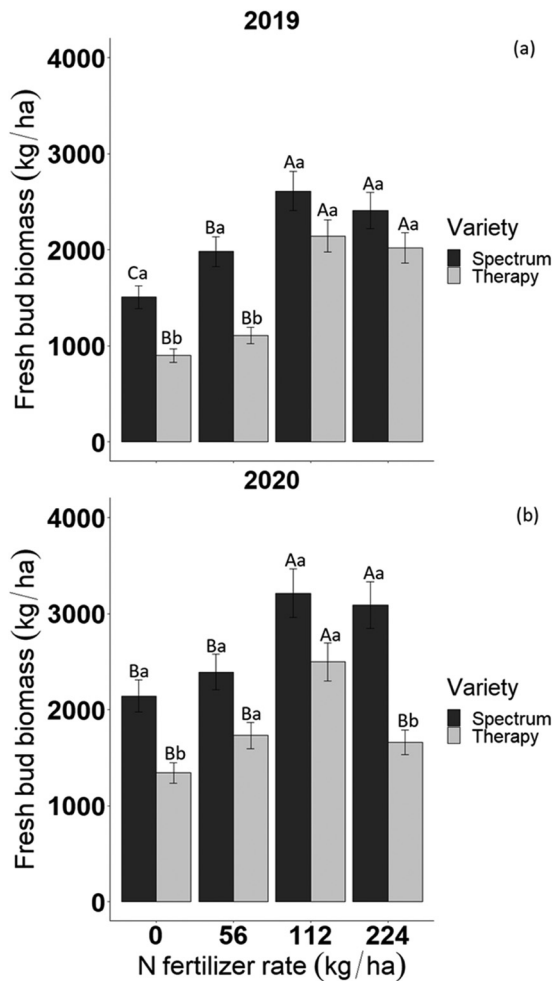 2019
(a)
Fresh bud biomass (kg/ha)
4000
3000
2000
1000
0
Ca
Bb
Ba
Bb
Aa
Aa
Aa
Aa
Variety
Spectrum
Therapy
2020
(b)
Fresh bud biomass (kg/ha)
4000
3000
2000
1000
0
Ba
Bb
Ba
Ba
Aa
Aa
Aa
Bb
Variety
Spectrum
Therapy
0 56 112 224
N fertilizer rate (kg/ha)